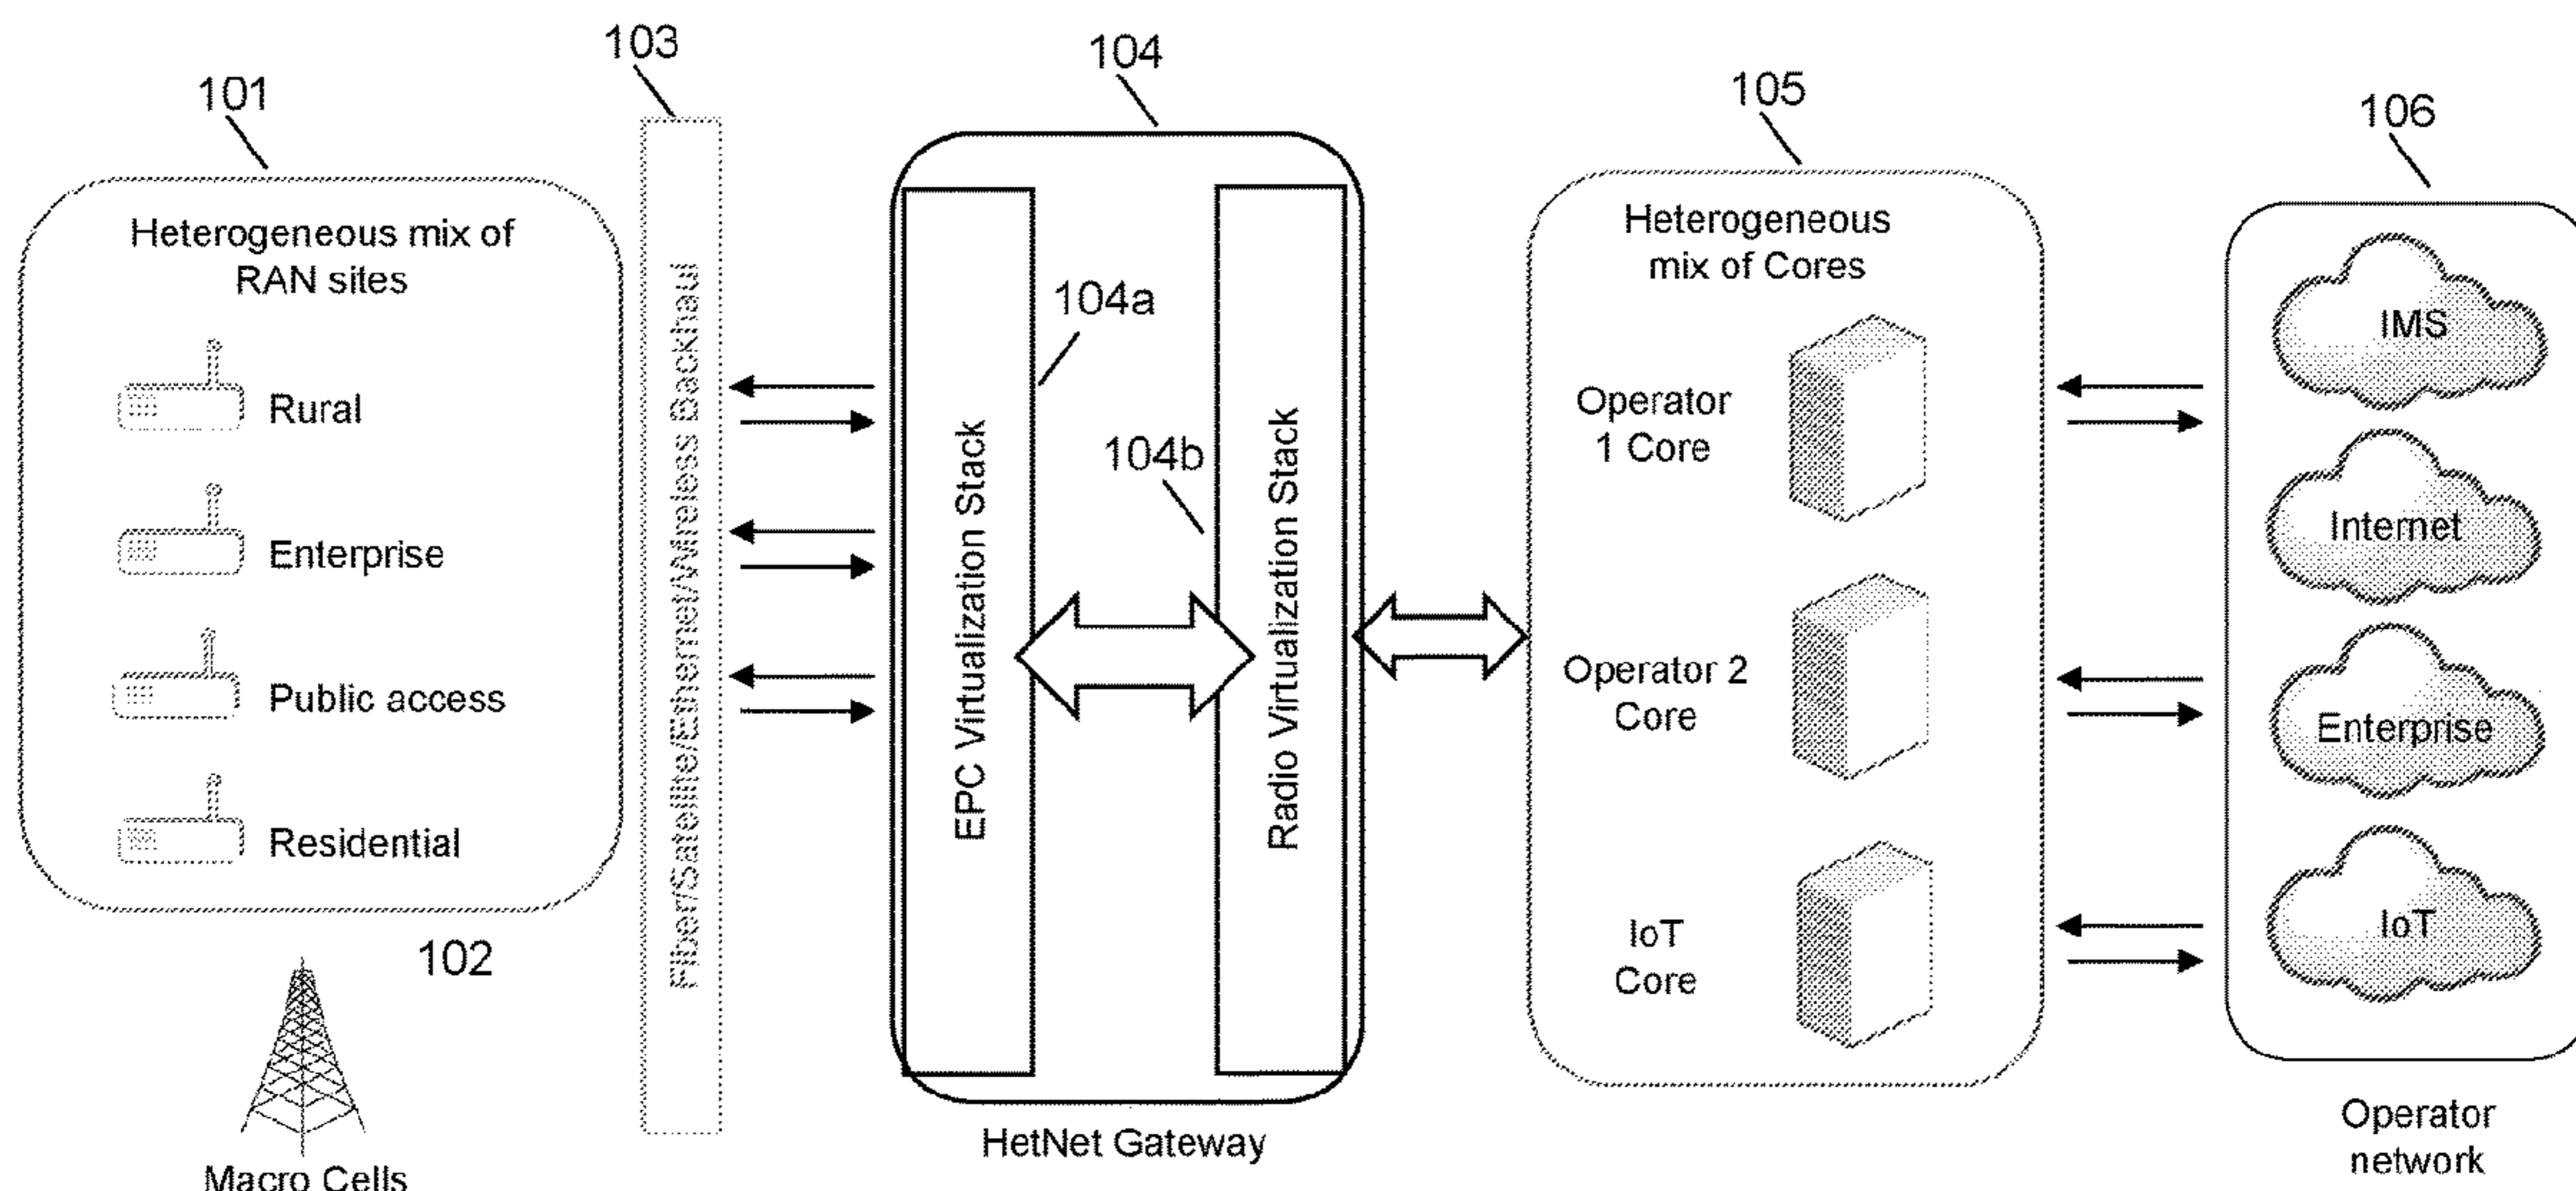 101
Heterogeneous mix of
RAN sites
Rural
Enterprise
Public access
Residential
102
Macro Cells
103
Fiber/Satellite/Ethernet/Wireless Backhaul
104
104a
EPC Virtualization Stack
104b
Radio Virtualization Stack
HetNet Gateway
105
Heterogeneous
mix of Cores
Operator
1 Core
Operator 2
Core
IoT
Core
106
IMS
Internet
Enterprise
IoT
Operator
network